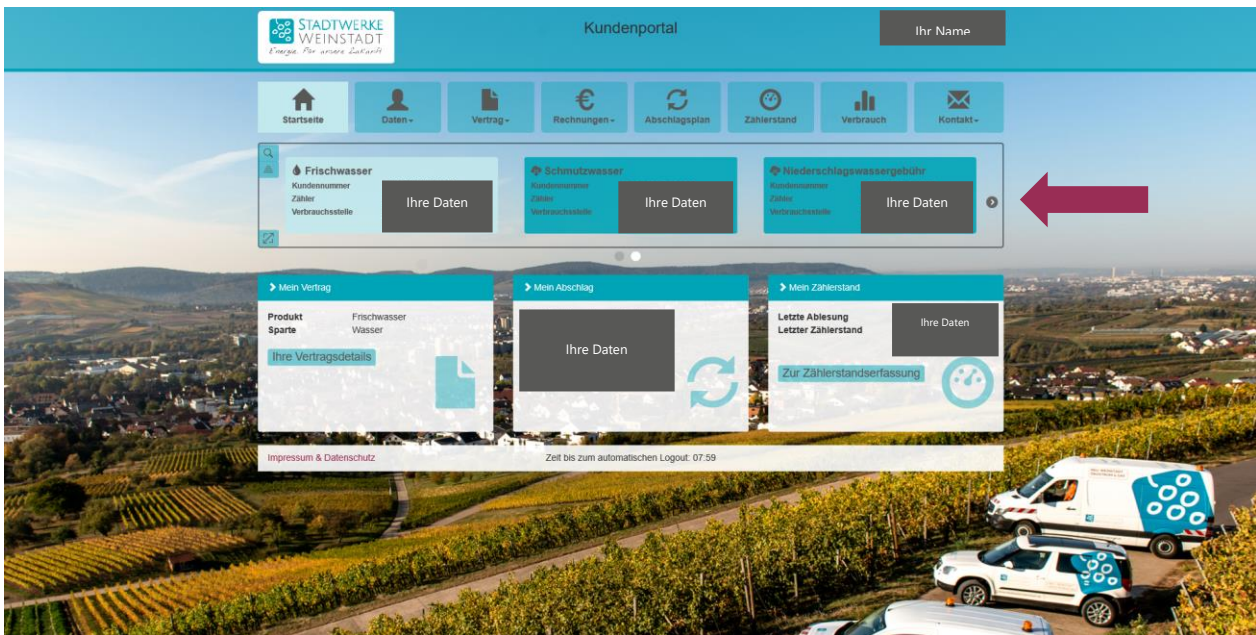 STADTWERKE
WEINSTADT
Energie. Für unsere Zukunft
Kundenportal
Ihr Name
Startseite
Daten
Vertrag
Rechnungen
Abschlagsplan
Zählerstand
Verbrauch
Kontakt
Frischwasser
Kundennummer
Zähler
Verbrauchsstelle
Ihre Daten
Schmutzwasser
Kundennummer
Zähler
Verbrauchsstelle
Ihre Daten
Niederschlagswassergebühr
Kundennummer
Zähler
Verbrauchsstelle
Ihre Daten
Mein Vertrag
Produkt Frischwasser
Sparte Wasser
Ihre Vertragsdetails
Mein Abschlag
Ihre Daten
Mein Zählerstand
Letzte Ablesung
Letzter Zählerstand
Ihre Daten
Zur Zählerstandserfassung
Impressum & Datenschutz
Zeit bis zum automatischen Logout: 07:59